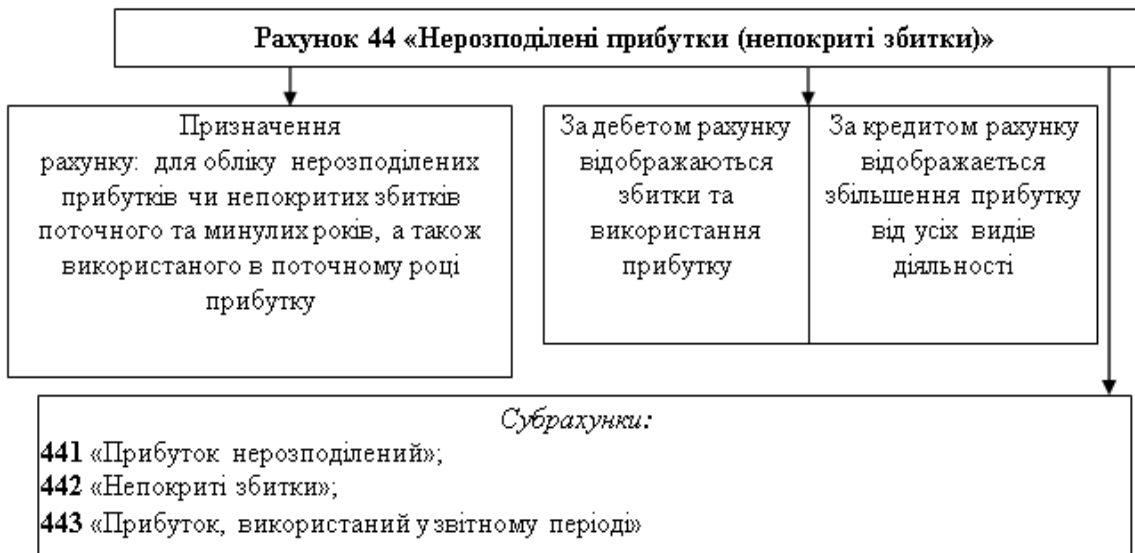 Рахунок 44 «Нерозподілені прибутки (непокриті збитки)»
Призначення
рахунку: для обліку нерозподілених
прибутків чи непокритих збитків
поточного та минулих років, а також
використаного в поточному році
прибутку
За дебетом рахунку
відображаються
збитки та
використання
прибутку
За кредитом рахунку
відображається
збільшення прибутку
від усіх видів
діяльності
Субрахунки:
441 «Прибуток нерозподілений»;
442 «Непокриті збитки»;
443 «Прибуток, використаний у звітному періоді»